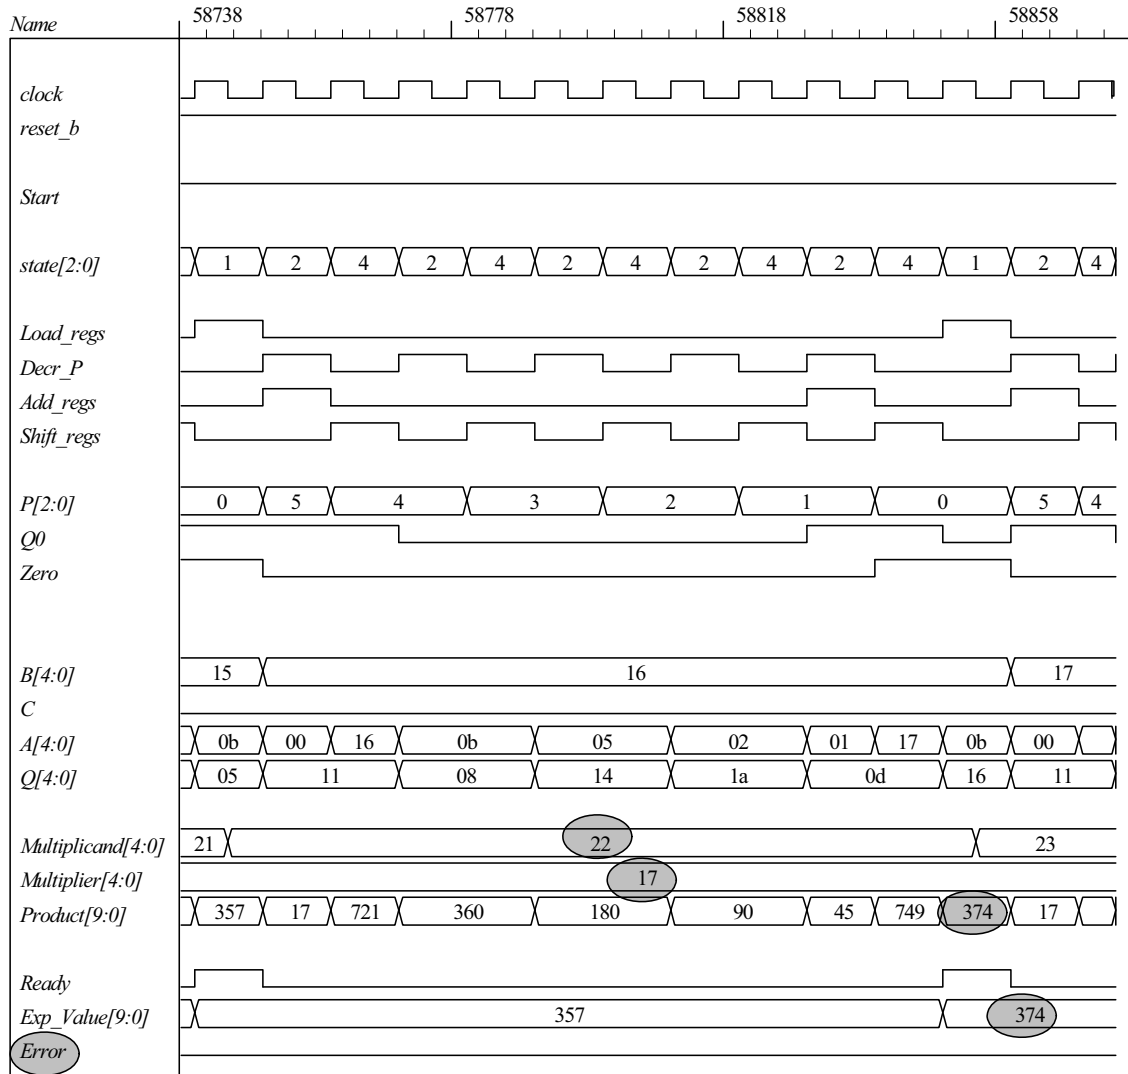 Name 58738 58778 58818 58858
clock
reset_b
Start
state[2:0] 1 2 4 2 4 2 4 2 4 2 4 1 2 4
Load_regs
Decr_P
Add_regs
Shift_regs
P[2:0] 0 5 4 3 2 1 0 5 4
Q0
Zero
B[4:0] 15 16 17
C
A[4:0] 0b 00 16 0b 05 02 01 17 0b 00
Q[4:0] 05 11 08 14 1a 0d 16 11
Multiplicand[4:0] 21 22 23
Multiplier[4:0] 17
Product[9:0] 357 17 721 360 180 90 45 749 374 17
Ready
Exp_Value[9:0] 357 374
Error